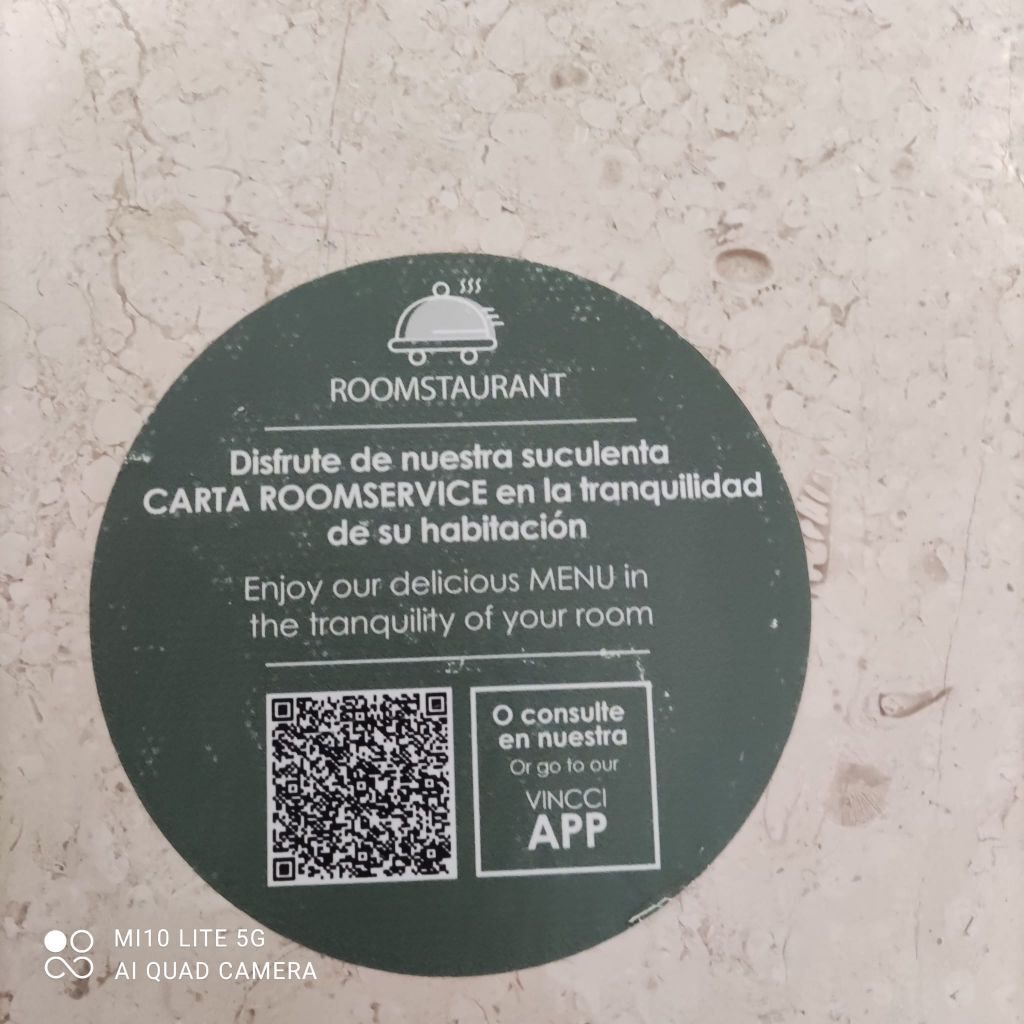 ROOMSTAURANT
Disfrute de nuestra suculenta
CARTA ROOMSERVICE en la tranquilidad
de su habitación
Enjoy our delicious MENU in
the tranquility of your room
O consulte
en nuestra
Or go to our
VINCCI
APP
MI10 LITE 5G
AI QUAD CAMERA